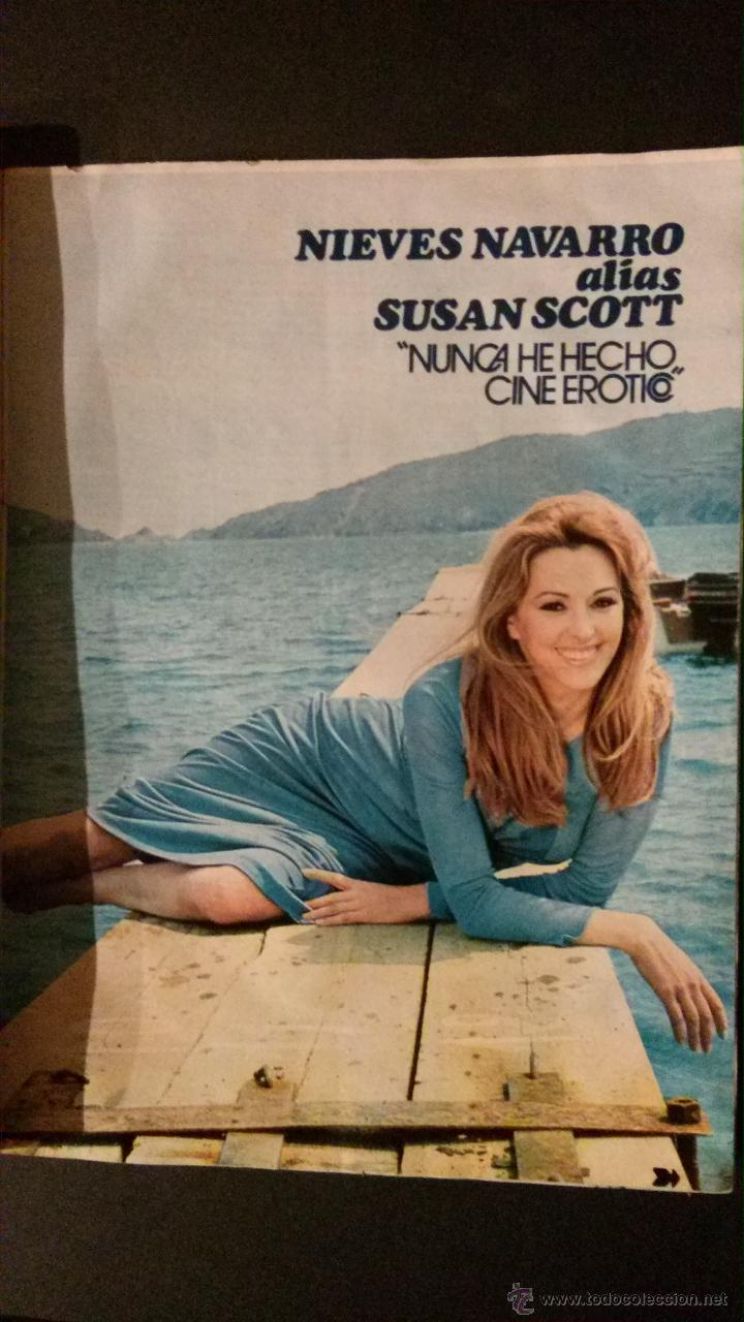 NIEVES NAVARRO
alias
SUSAN SCOTT
"NUNCA HE HECHO
CINE EROTICO"
www.todocoleccion.net